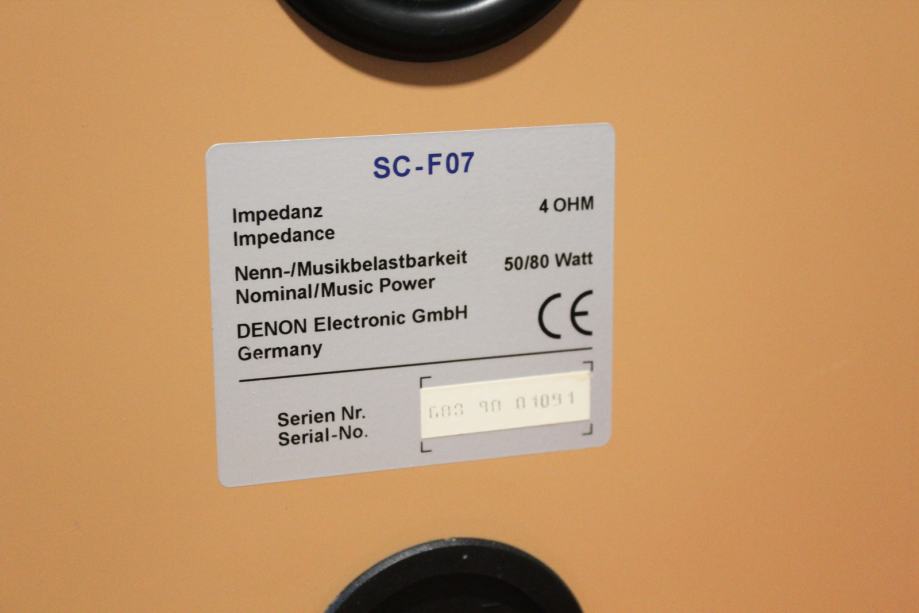 SC-F07
Impedanz
Impedance
4 OHM
Nenn-/Musikbelastbarkeit
Nominal/Music Power
50/80 Watt
DENON Electronic GmbH
Germany
CE
Serien Nr.
Serial-No.